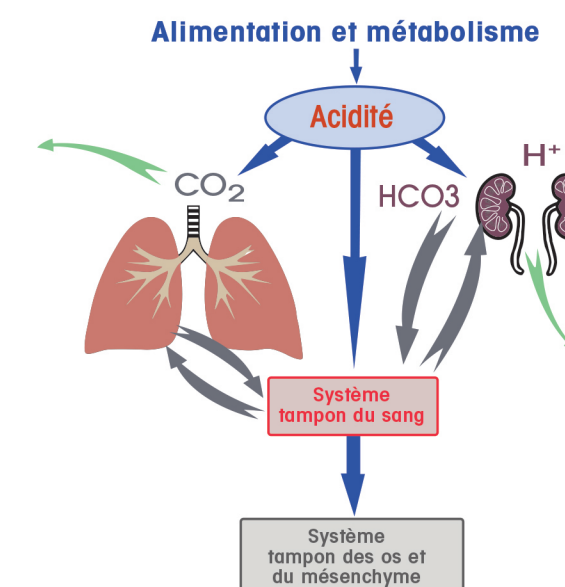 Alimentation et métabolisme
Acidité
H+
CO2
HCO3
Système
tampon du sang
Système
tampon des os et
du mésenchyme